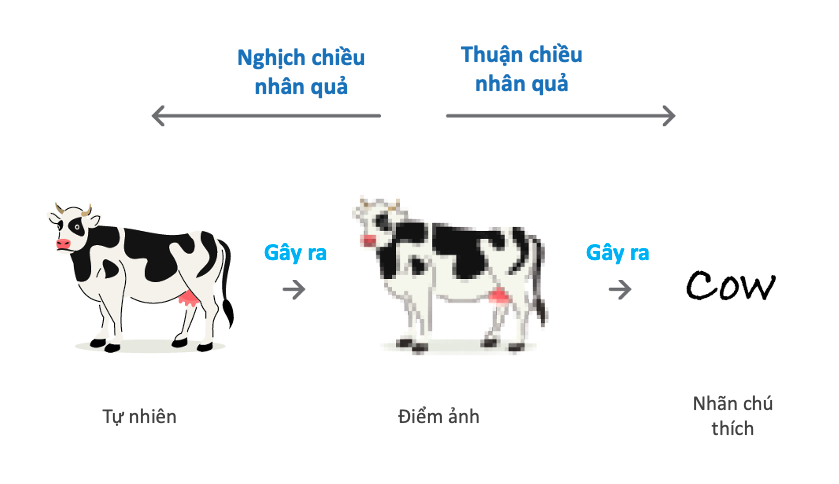 Nghịch chiều
nhân quả
Thuận chiều
nhân quả
Gây ra
Gây ra
Cow
Tự nhiên
Điểm ảnh
Nhãn chú
thích